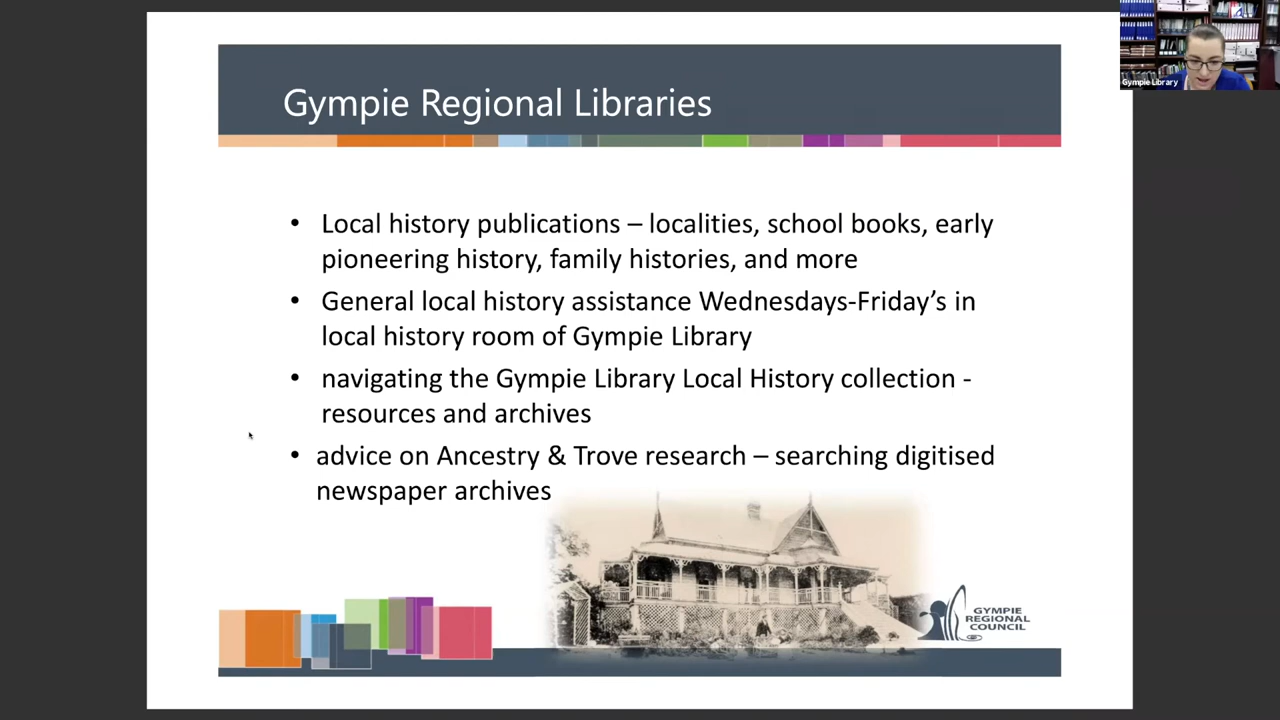 Gympie Regional Libraries
• Local history publications – localities, school books, early
pioneering history, family histories, and more
• General local history assistance Wednesdays-Friday’s in
local history room of Gympie Library
• navigating the Gympie Library Local History collection -
resources and archives
• advice on Ancestry & Trove research – searching digitised
newspaper archives
GYMPIE
REGIONAL
COUNCIL
Gympie Library